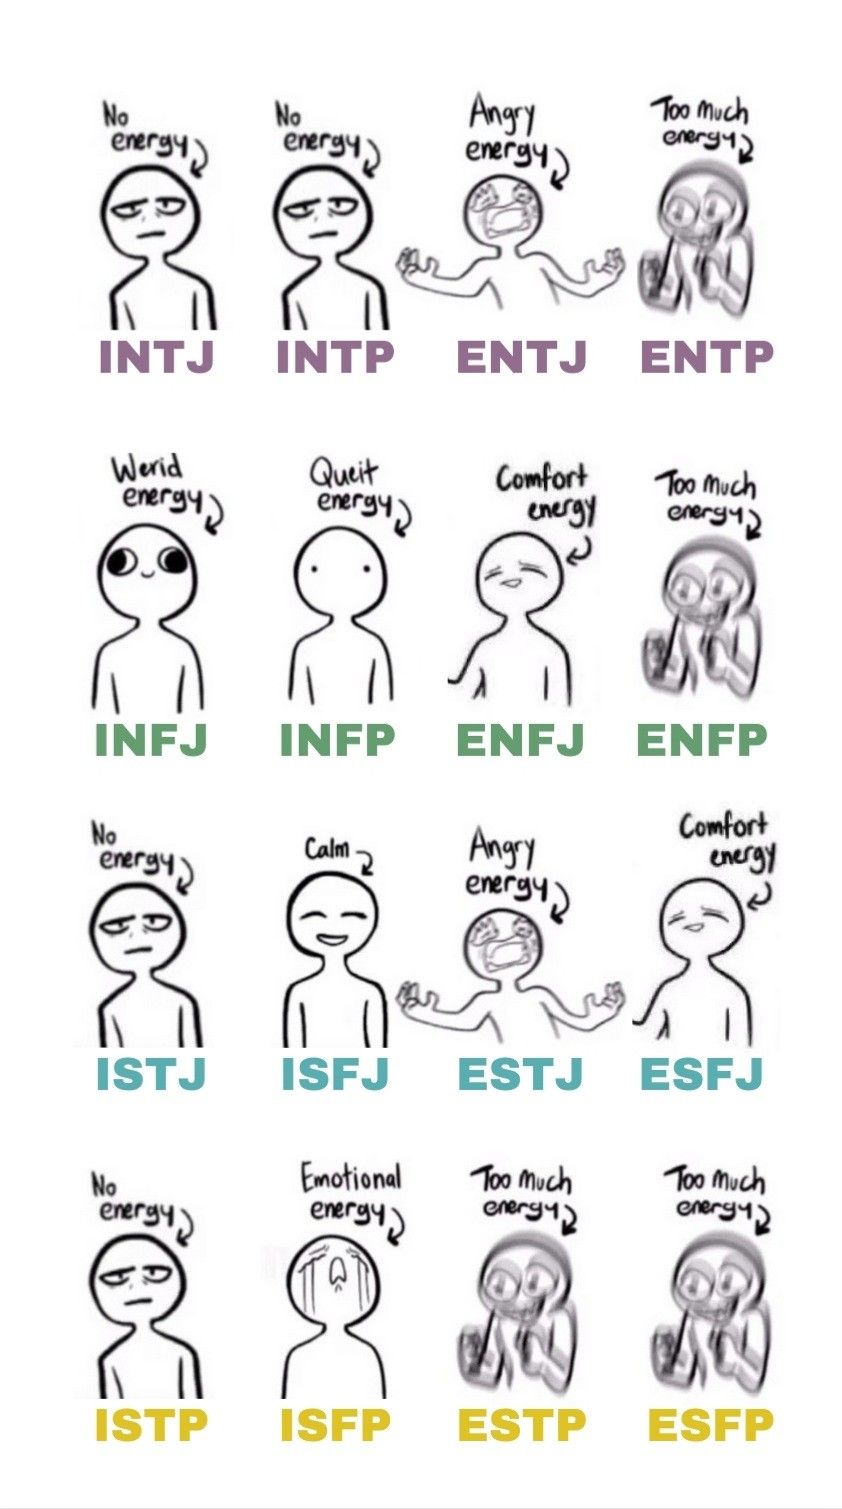 No
energy
No
energy
Angry
energy
Too much
energy
INTJ
INTP
ENTJ
ENTP
Werid
energy
Queit
energy
Comfort
energy
Too much
energy
INFJ
INFP
ENFJ
ENFP
No
energy
Calm
Angry
energy
Comfort
energy
ISTJ
ISFJ
ESTJ
ESFJ
No
energy
Emotional
energy
Too much
energy
Too much
energy
ISTP
ISFP
ESTP
ESFP